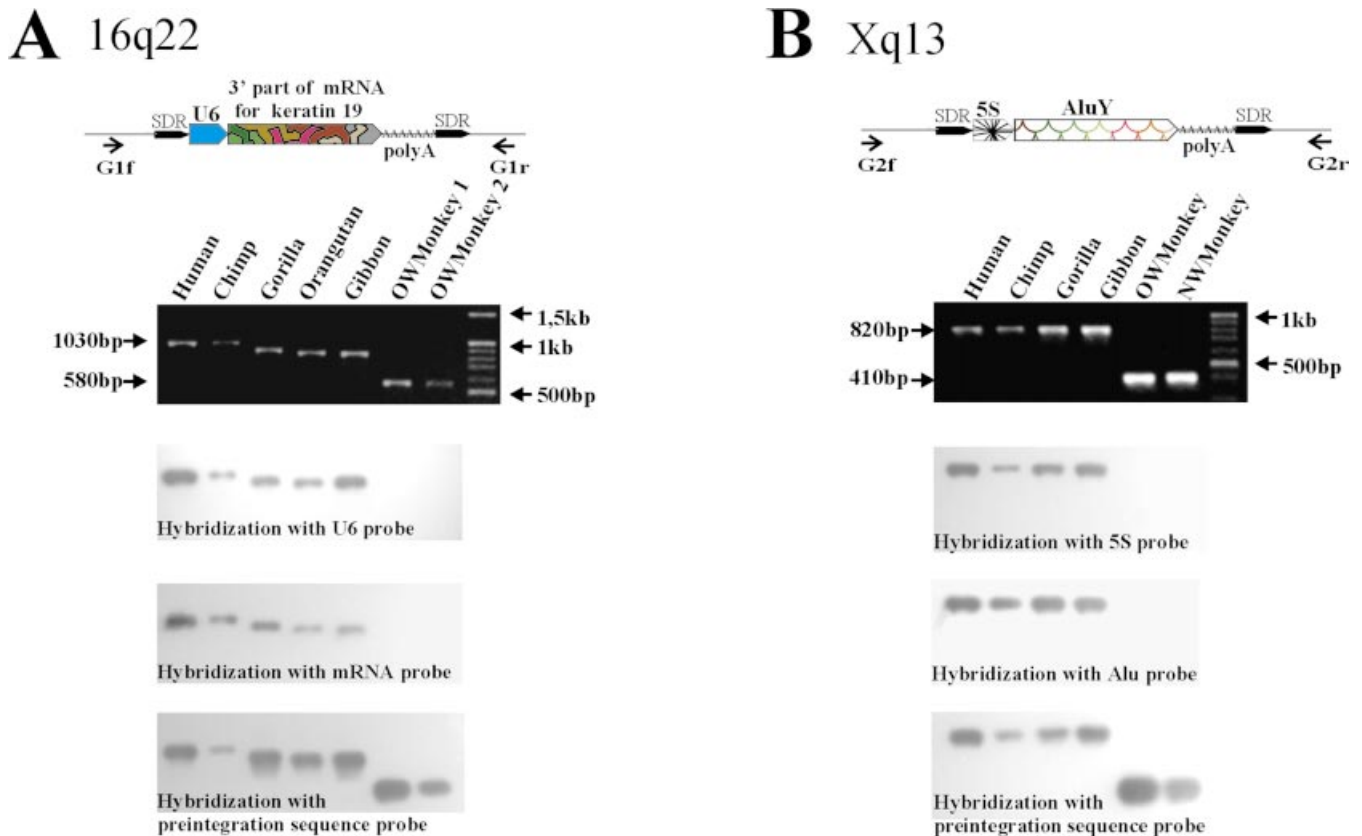 A 16q22
3' part of mRNA
for keratin 19
U6
SDR
SDR
polyA
G1f
G1r
Human
Chimp
Gorilla
Orangutan
Gibbon
OWMonkey 1
OWMonkey 2
1030bp
580bp
1,5kb
1kb
500bp
Hybridization with U6 probe
Hybridization with mRNA probe
Hybridization with
preintegration sequence probe
B Xq13
SDR
5S
AluY
SDR
polyA
G2f
G2r
Human
Chimp
Gorilla
Gibbon
OWMonkey
NWMonkey
820bp
410bp
1kb
500bp
Hybridization with 5S probe
Hybridization with Alu probe
Hybridization with
preintegration sequence probe